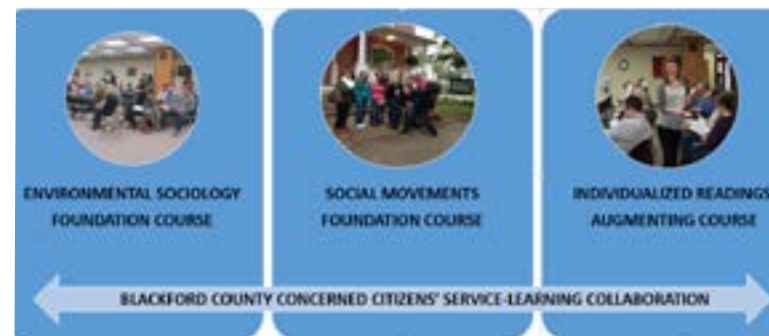 ENVIRONMENTAL SOCIOLOGY
FOUNDATION COURSE
SOCIAL MOVEMENTS
FOUNDATION COURSE
INDIVIDUALIZED READINGS
AUGMENTING COURSE
BLACKFORD COUNTY CONCERNED CITIZENS' SERVICE-LEARNING COLLABORATION